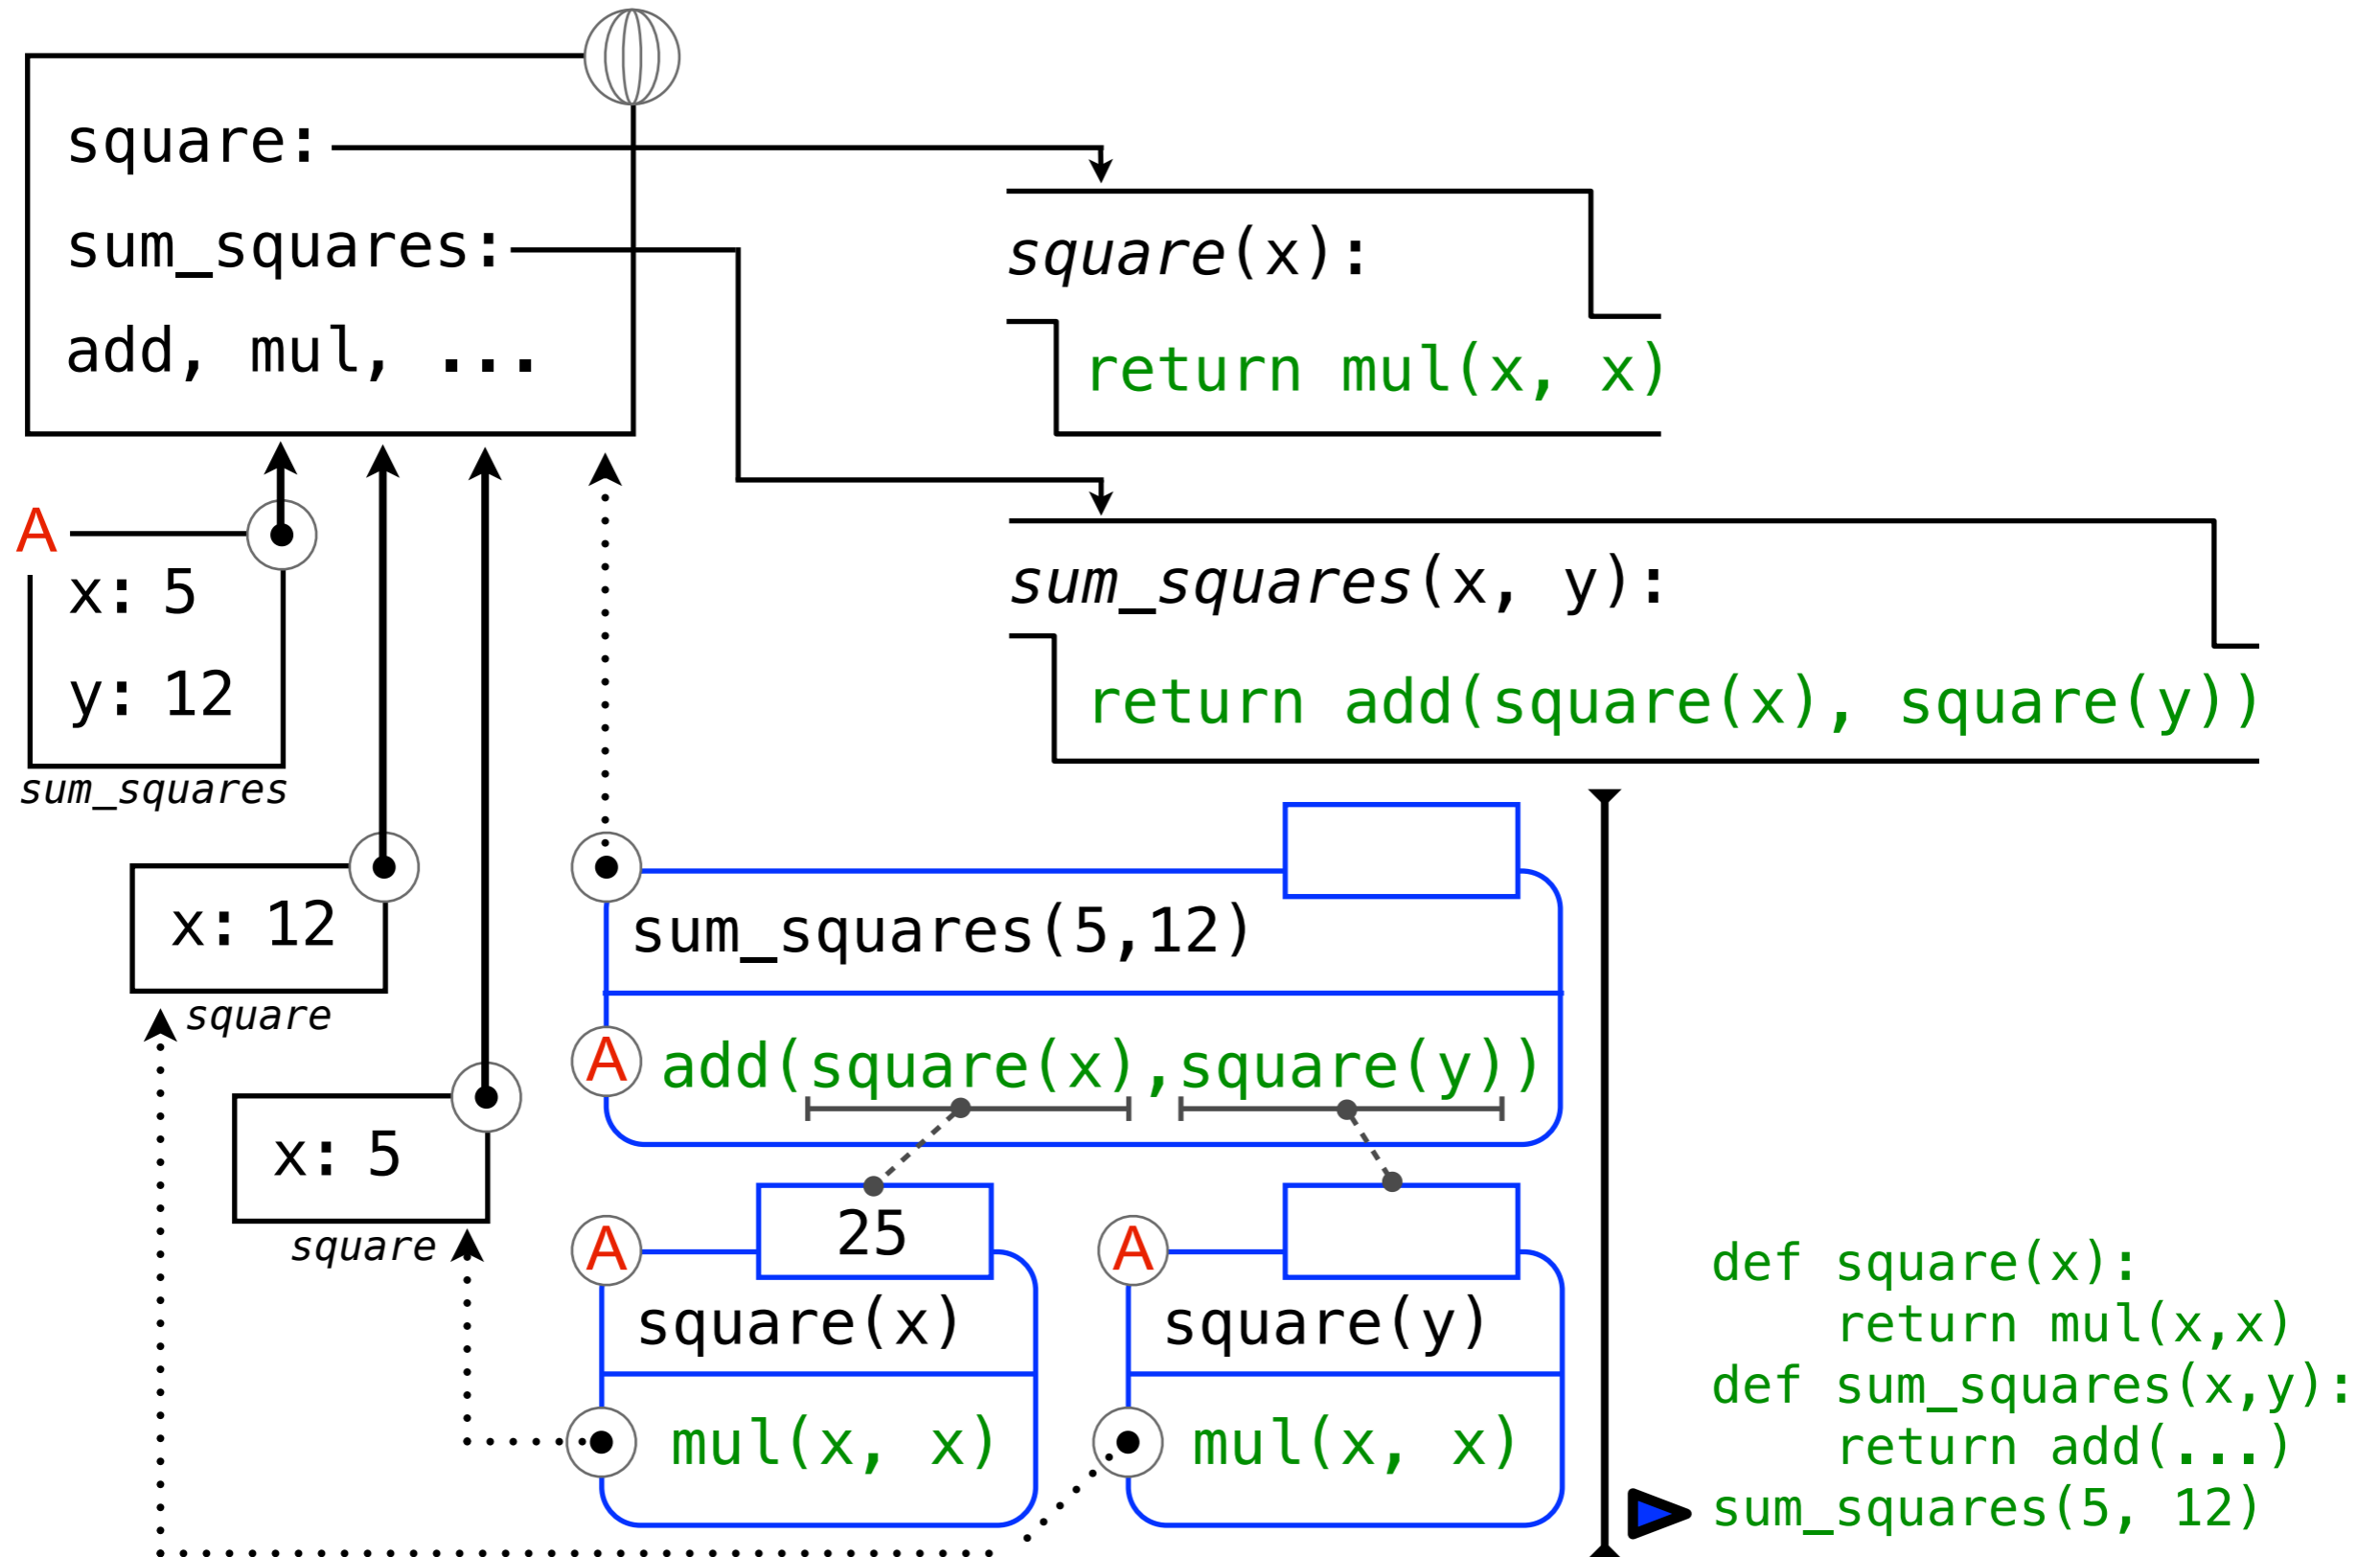 square:
sum_squares:
add, mul, ...
square(x):
return mul(x, x)
sum_squares(x, y):
return add(square(x), square(y))
A
x: 5
y: 12
sum_squares
x: 12
square
x: 5
square
sum_squares(5,12)
A add(square(x),square(y))
A
25
square(x)
mul(x, x)
A
square(y)
mul(x, x)
def square(x):
return mul(x,x)
def sum_squares(x,y):
return add(...)
sum_squares(5, 12)